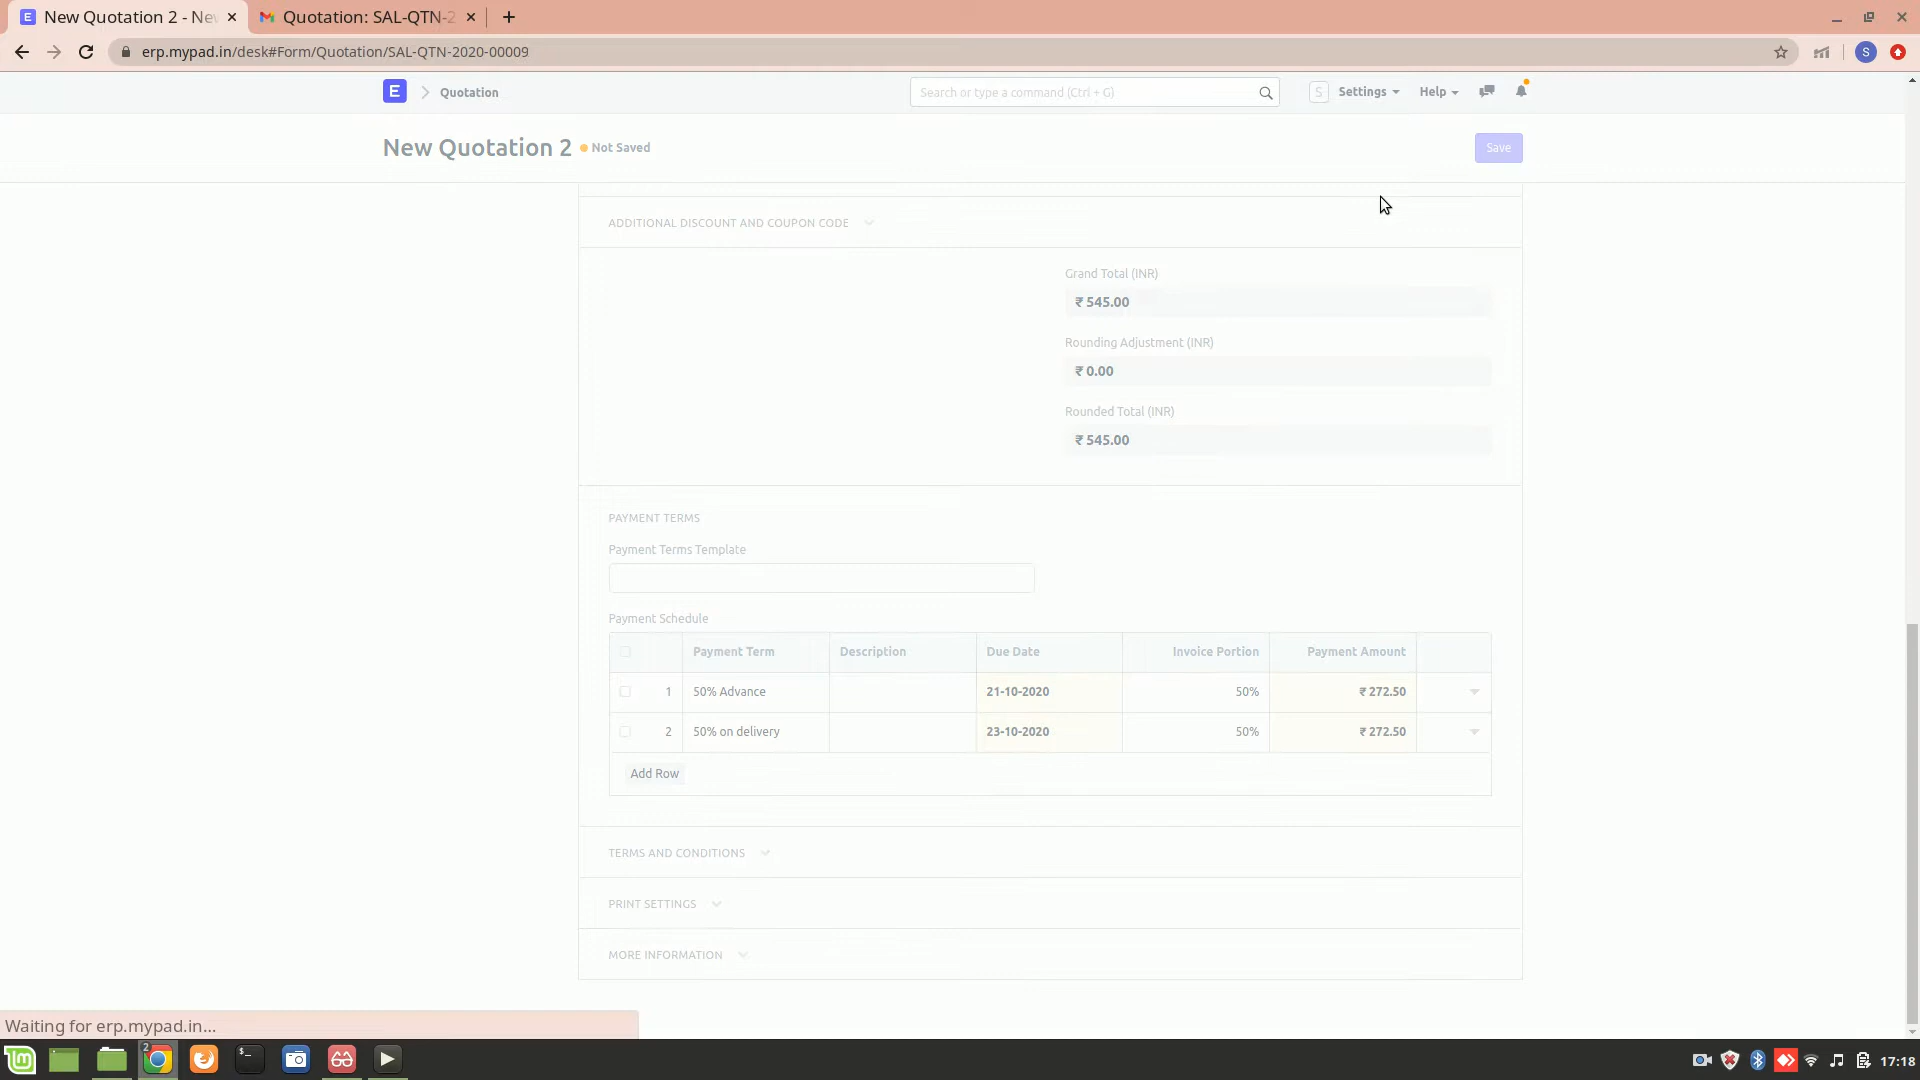 New Quotation 2 - Ne
Quotation: SAL-QTN-2
erp.mypad.in/desk#Form/Quotation/SAL-QTN-2020-00009
S
E
Quotation
Search or type a command (Ctrl + G)
S
Settings
Help
New Quotation 2
Not Saved
Save
ADDITIONAL DISCOUNT AND COUPON CODE
Grand Total (INR)
₹ 545.00
Rounding Adjustment (INR)
₹ 0.00
Rounded Total (INR)
₹ 545.00
PAYMENT TERMS
Payment Terms Template
Payment Schedule
Payment Term Description Due Date Invoice Portion Payment Amount
1 50% Advance 21-10-2020 50% ₹ 272.50
2 50% on delivery 23-10-2020 50% ₹ 272.50
Add Row
TERMS AND CONDITIONS
PRINT SETTINGS
MORE INFORMATION
Waiting for erp.mypad.in...
2
17:18